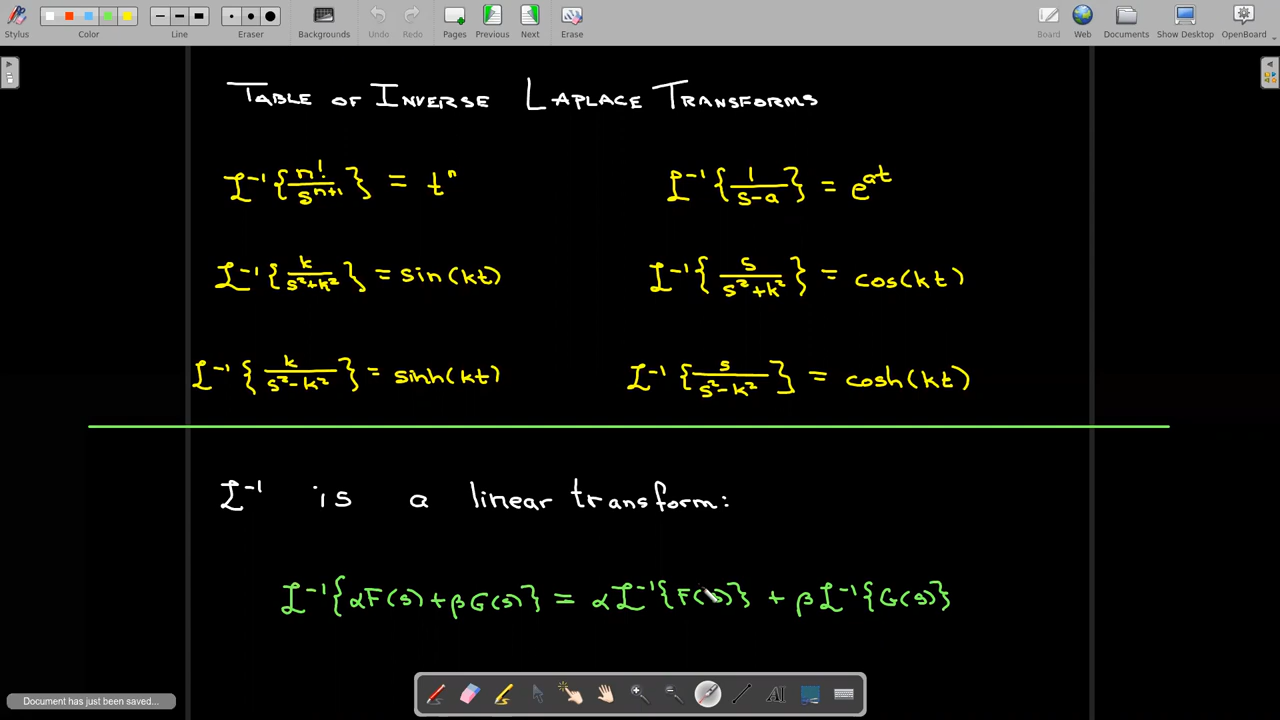 Stylus Color Line Eraser Backgrounds Undo Redo Pages Previous Next Erase Board Web Documents Show Desktop OpenBoard
TABLE OF INVERSE LAPLACE TRANSFORMS
ℒ⁻¹{n!/sⁿ⁺¹} = tⁿ ℒ⁻¹{1/(s-a)} = e^{at}
ℒ⁻¹{k/(s²+k²)} = sin(kt) ℒ⁻¹{s/(s²+k²)} = cos(kt)
ℒ⁻¹{k/(s²-k²)} = sinh(kt) ℒ⁻¹{s/(s²-k²)} = cosh(kt)
ℒ⁻¹ is a linear transform:
ℒ⁻¹{αF(s)+βG(s)} = αℒ⁻¹{F(s)} + βℒ⁻¹{G(s)}
Document has just been saved...
AI